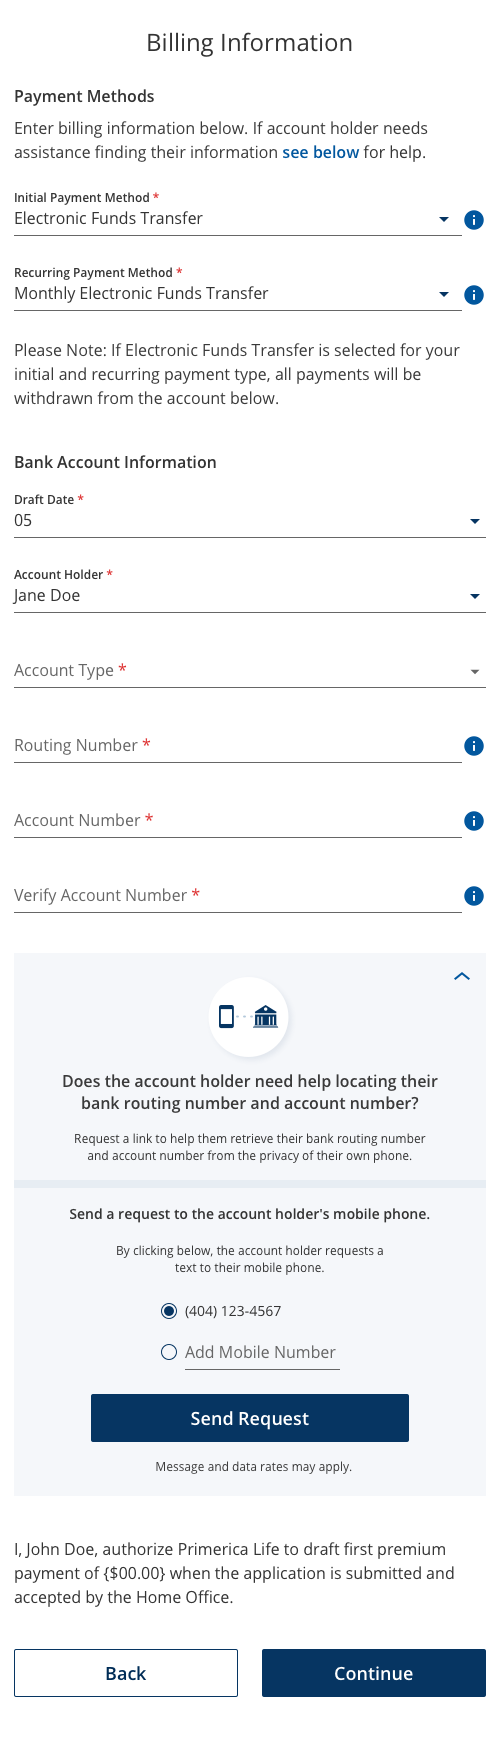 Billing Information
Payment Methods
Enter billing information below. If account holder needs
assistance finding their information see below for help.
Initial Payment Method *
Electronic Funds Transfer
Recurring Payment Method *
Monthly Electronic Funds Transfer
Please Note: If Electronic Funds Transfer is selected for your
initial and recurring payment type, all payments will be
withdrawn from the account below.
Bank Account Information
Draft Date *
05
Account Holder *
Jane Doe
Account Type *
Routing Number *
Account Number *
Verify Account Number *
Does the account holder need help locating their
bank routing number and account number?
Request a link to help them retrieve their bank routing number
and account number from the privacy of their own phone.
Send a request to the account holder's mobile phone.
By clicking below, the account holder requests a
text to their mobile phone.
(404) 123-4567
Add Mobile Number
Send Request
Message and data rates may apply.
I, John Doe, authorize Primerica Life to draft first premium
payment of {$00.00} when the application is submitted and
accepted by the Home Office.
Back
Continue